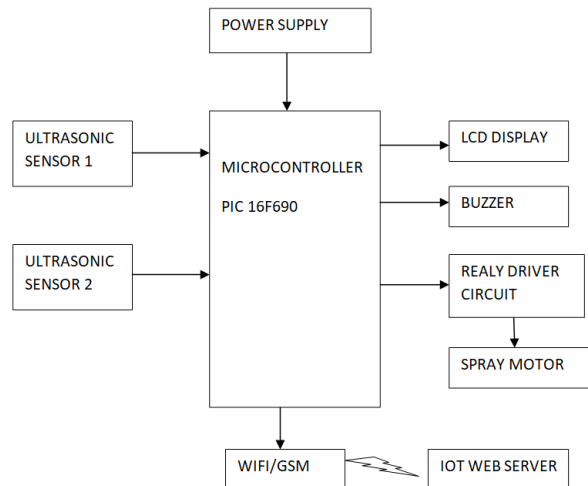 POWER SUPPLY
ULTRASONIC
SENSOR 1
MICROCONTROLLER
PIC 16F690
LCD DISPLAY
BUZZER
ULTRASONIC
SENSOR 2
REALY DRIVER
CIRCUIT
SPRAY MOTOR
WIFI/GSM
IOT WEB SERVER